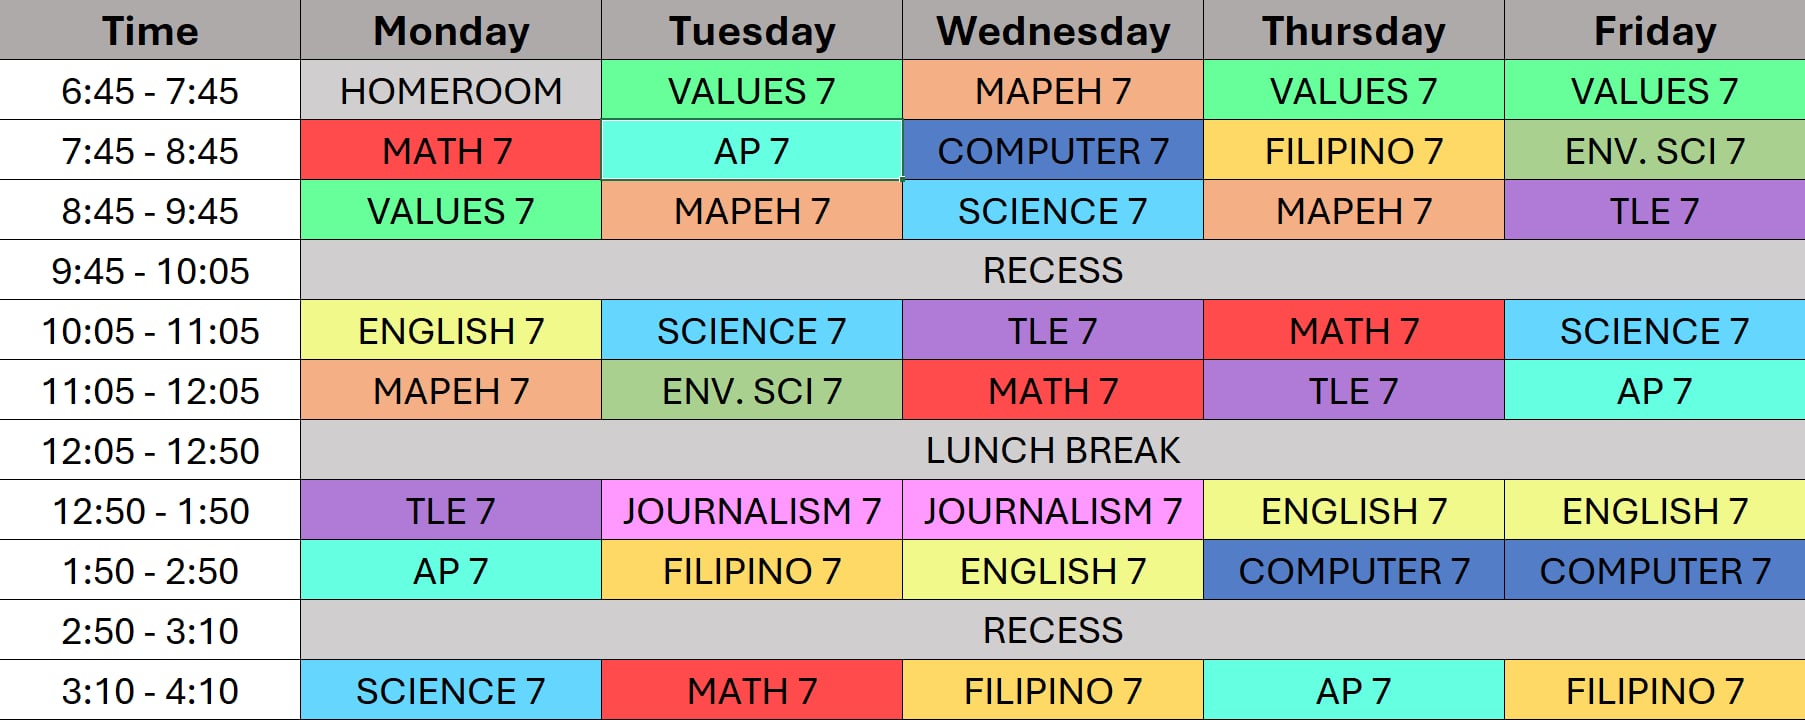 Time Monday Tuesday Wednesday Thursday Friday
6:45 - 7:45 HOMEROOM VALUES 7 MAPEH 7 VALUES 7 VALUES 7
7:45 - 8:45 MATH 7 AP 7 COMPUTER 7 FILIPINO 7 ENV. SCI 7
8:45 - 9:45 VALUES 7 MAPEH 7 SCIENCE 7 MAPEH 7 TLE 7
9:45 - 10:05 RECESS
10:05 - 11:05 ENGLISH 7 SCIENCE 7 TLE 7 MATH 7 SCIENCE 7
11:05 - 12:05 MAPEH 7 ENV. SCI 7 MATH 7 TLE 7 AP 7
12:05 - 12:50 LUNCH BREAK
12:50 - 1:50 TLE 7 JOURNALISM 7 JOURNALISM 7 ENGLISH 7 ENGLISH 7
1:50 - 2:50 AP 7 FILIPINO 7 ENGLISH 7 COMPUTER 7 COMPUTER 7
2:50 - 3:10 RECESS
3:10 - 4:10 SCIENCE 7 MATH 7 FILIPINO 7 AP 7 FILIPINO 7